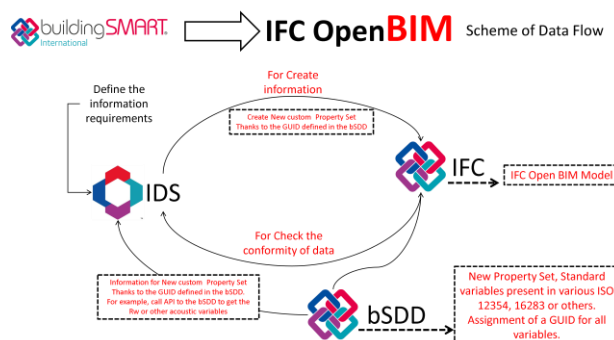 buildingSMART®
International
IFC OpenBIM
Scheme of Data Flow
Define the
information
requirements
For Create
information
Create New custom Property Set
Thanks to the GUID defined in the bSDD
IDS
IFC
IFC Open BIM Model
For Check the
conformity of data
Information for New custom Property Set
Thanks to the GUID defined in the bSDD.
For example, call API to the bSDD to get the
Rw or other acoustic variables
bSDD
New Property Set, Standard
variables present in various ISO
12354, 16283 or others.
Assignment of a GUID for all
variables.